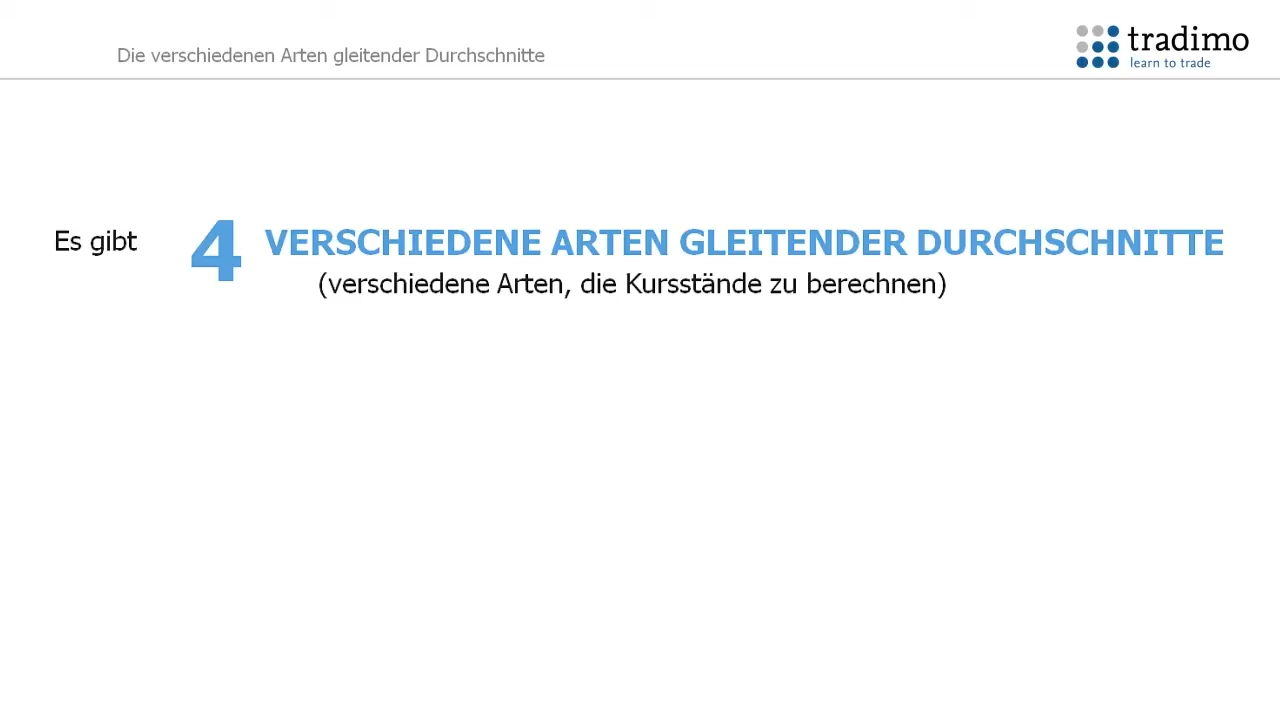 Die verschiedenen Arten gleitender Durchschnitte
tradimo
learn to trade
Es gibt 4 VERSCHIEDENE ARTEN GLEITENDER DURCHSCHNITTE
(verschiedene Arten, die Kursstände zu berechnen)